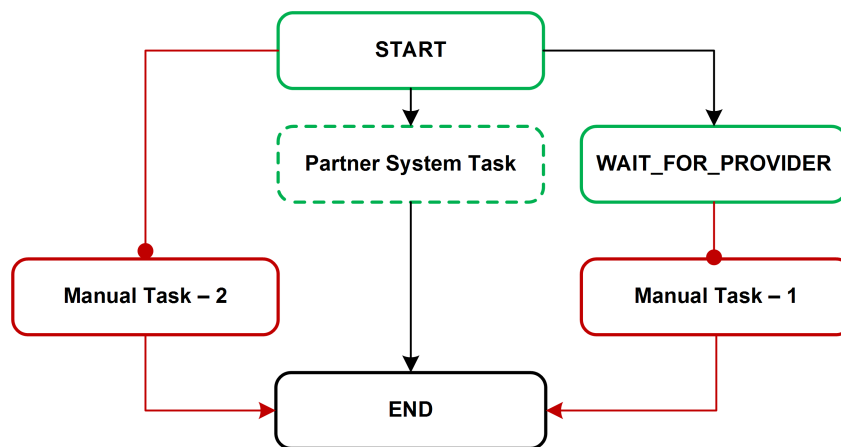 START
Partner System Task
WAIT_FOR_PROVIDER
Manual Task – 2
Manual Task – 1
END